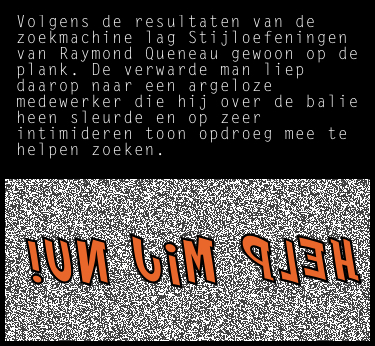 Volgens de resultaten van de
zoekmachine lag Stijloefeningen
van Raymond Queneau gewoon op de
plank. De verwarde man liep
daarop naar een argeloze
medewerker die hij over de balie
heen sleurde en op zeer
intimideren toon opdroeg mee te
helpen zoeken.
HELP MiJ NU!